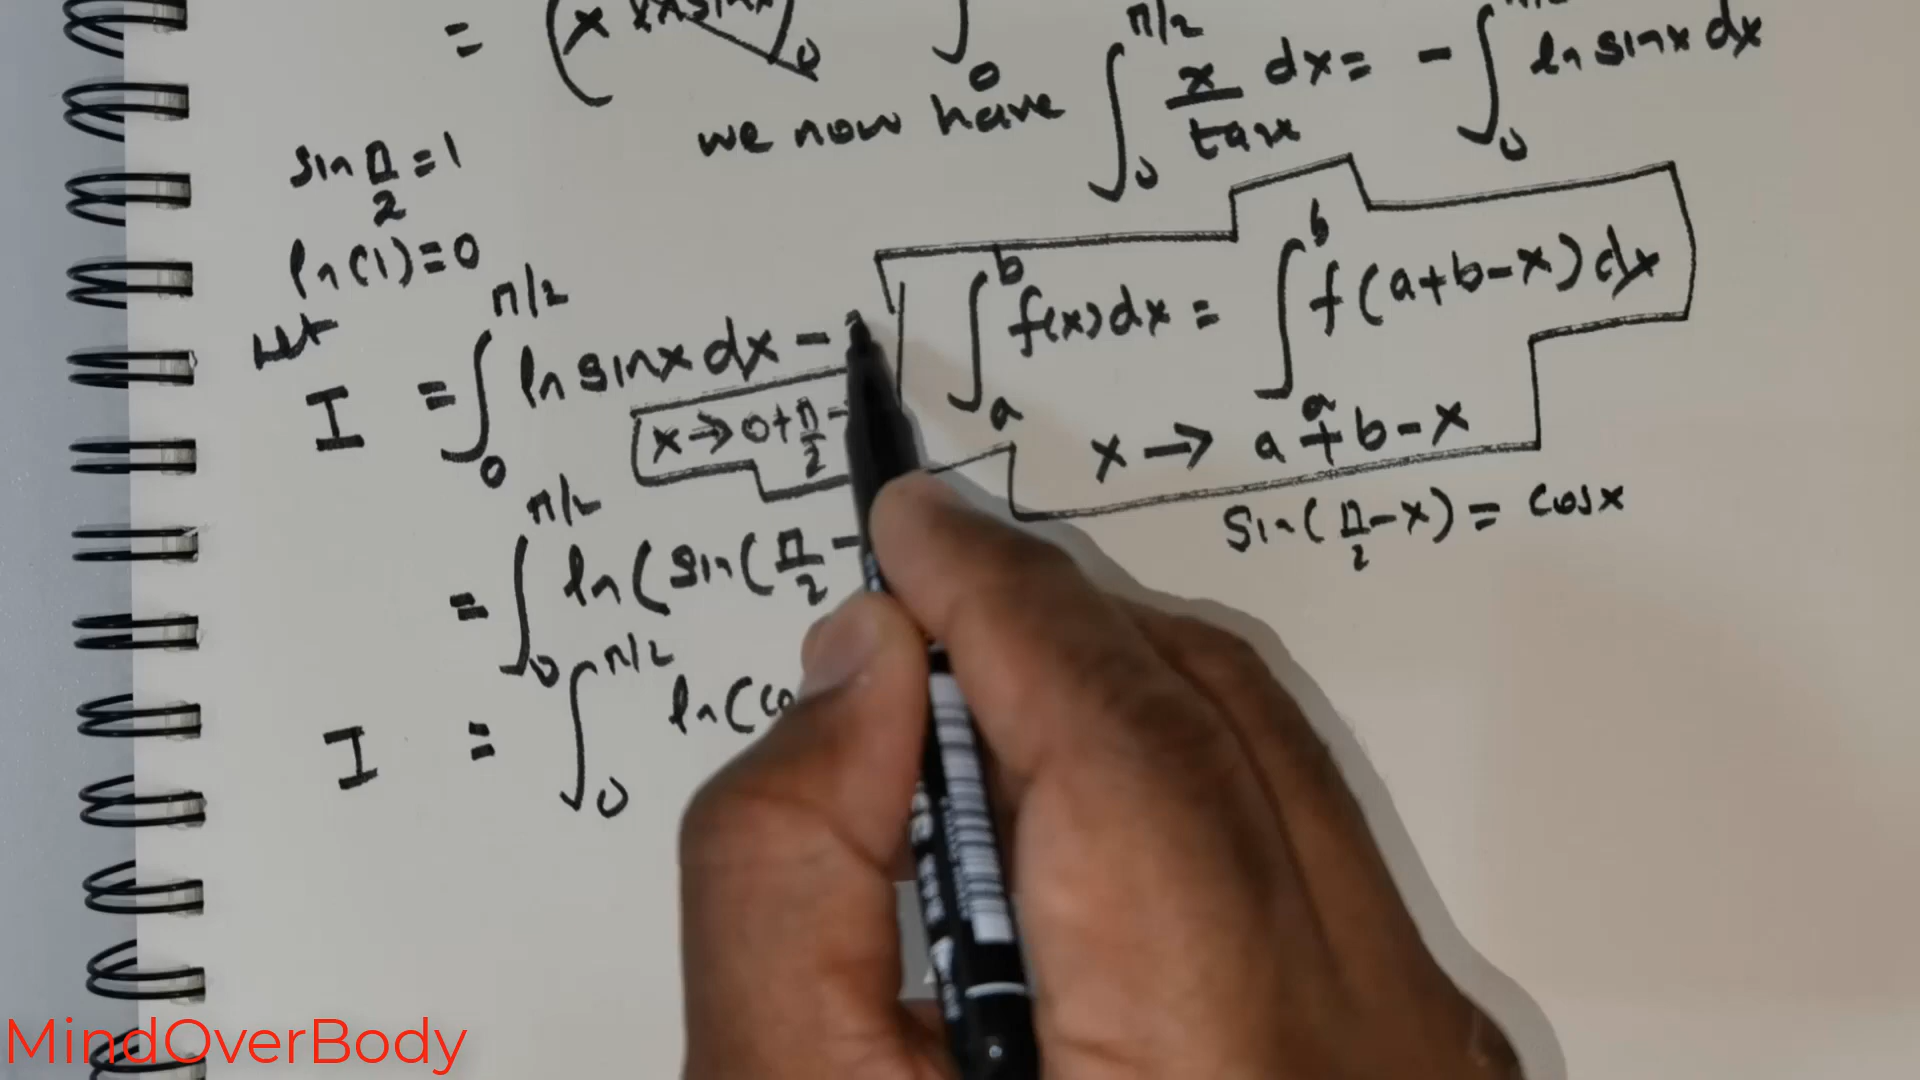 = (x
∫₀
∫₀^π/2 x/tanx dx = - ∫₀ ln sinx dx
we now have
sin π/2 = 1
ln(1) = 0
Let
I = ∫₀^π/2 ln sinx dx -
∫ₐ^b f(x) dx = ∫ₐ^b f(a+b-x) dx
x → 0+π/2 -
x → a+b-x
sin(π/2-x) = cosx
= ∫₀^π/2 ln(sin(π/2 -
I = ∫₀^π/2 ln(co
MindOverBody